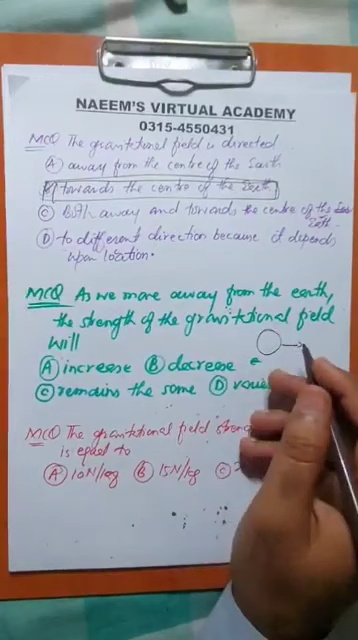 NAEEM'S VIRTUAL ACADEMY
0315-4550431
MCQ The gravitational field is directed
A away from the centre of the Earth
towards the centre of the Earth
C Both away and towards the centre of the
Earth
D to different direction because it depends
upon location.
MCQ As we move away from the earth,
the strength of the gravitational field
will
A increase B decrease
C remains the same D
MCQ The gravitational field
is equal to
A 10N/kg B 15N/kg C